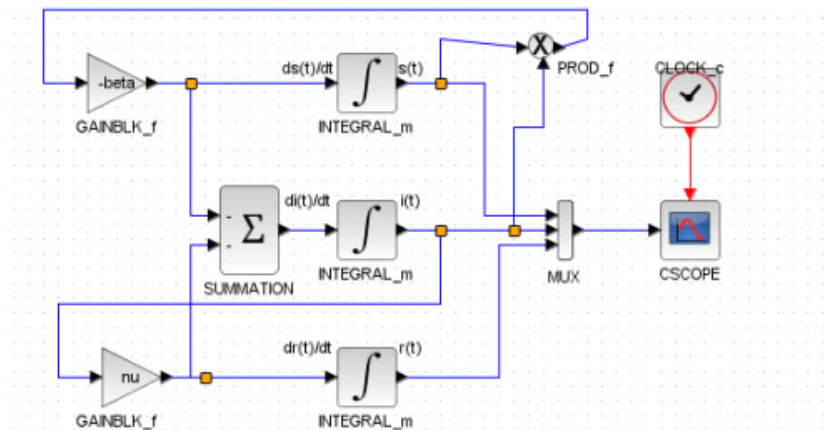 ds(t)/dt
s(t)
X
-beta
PROD_f
CLOCK_c
GAINBLK_f
INTEGRAL_m
di(t)/dt
i(t)
-
Σ
-
SUMMATION
INTEGRAL_m
MUX
CSCOPE
dr(t)/dt
r(t)
nu
GAINBLK_f
INTEGRAL_m